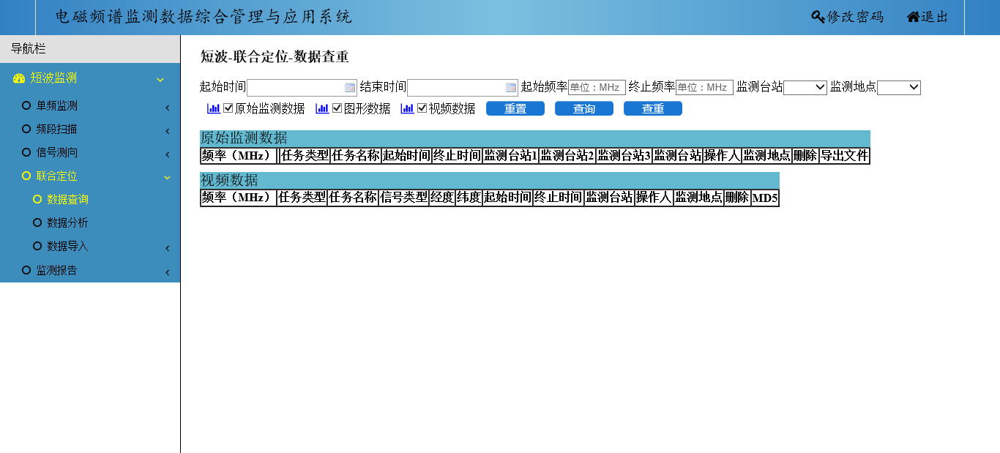 电磁频谱监测数据综合管理与应用系统 修改密码 退出
导航栏
短波监测
单频监测
频段扫描
信号测向
联合定位
数据查询
数据分析
数据导入
监测报告
短波-联合定位-数据查重
起始时间 结束时间 起始频率 单位：MHz 终止频率 单位：MHz 监测台站 监测地点
原始监测数据 图形数据 视频数据 重置 查询 查重
原始监测数据
频率（MHz） 任务类型 任务名称 起始时间 终止时间 监测台站1 监测台站2 监测台站3 监测台站 操作人 监测地点 删除 导出文件
视频数据
频率（MHz） 任务类型 任务名称 信号类型 经度 纬度 起始时间 终止时间 监测台站 操作人 监测地点 删除 MD5